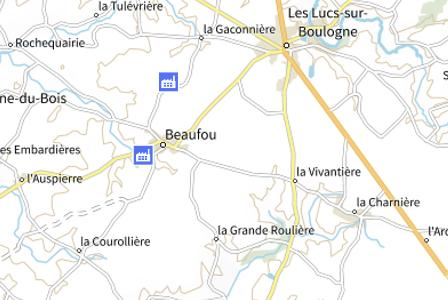 la Tulévrière
Les Lucs-sur-
Boulogne
la Gaconnière
Rochequairie
ne-du-Bois
Beaufou
es Embardières
l'Auspierre
la Vivantière
la Charnière
la Grande Roulière
la Courollière